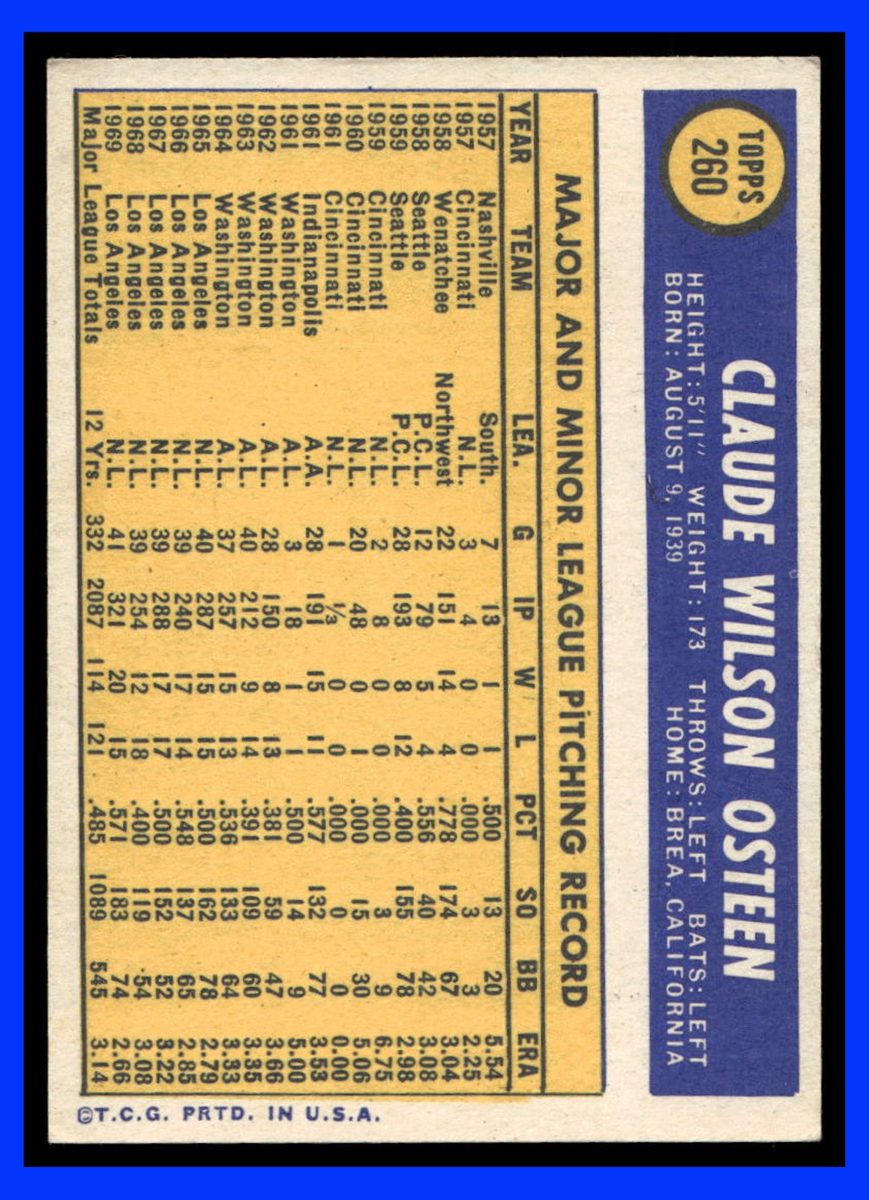 TOPPS
260
CLAUDE WILSON OSTEEN
HEIGHT: 5'11" WEIGHT: 173 THROWS: LEFT BATS: LEFT
BORN: AUGUST 9, 1939 HOME: BREA, CALIFORNIA
MAJOR AND MINOR LEAGUE PITCHING RECORD
YEAR TEAM LEA. G IP W L PCT SO BB ERA
1957 Nashville South. 7 13 1 1 .500 13 20 5.54
1957 Cincinnati N.L. 3 4 0 0 .000 3 3 2.25
1958 Wenatchee Northwest 22 151 14 4 .778 174 67 3.04
1958 Seattle P.C.L. 12 79 5 4 .556 40 42 3.08
1959 Seattle P.C.L. 28 193 8 12 .400 155 78 2.98
1959 Cincinnati N.L. 2 8 0 0 .000 3 9 6.75
1960 Cincinnati N.L. 20 48 0 1 .000 15 30 5.06
1961 Cincinnati N.L. 1 ⅓ 0 0 .000 0 0 0.00
1961 Indianapolis A.A. 28 191 15 11 .577 132 77 3.53
1961 Washington A.L. 3 18 1 1 .500 14 9 5.00
1962 Washington A.L. 28 150 8 13 .381 59 47 3.66
1963 Washington A.L. 40 212 9 14 .391 109 60 3.35
1964 Washington A.L. 37 257 15 13 .536 133 64 3.33
1965 Los Angeles N.L. 40 287 15 15 .500 162 78 2.79
1966 Los Angeles N.L. 39 240 17 14 .548 137 65 2.85
1967 Los Angeles N.L. 39 288 17 17 .500 152 52 3.22
1968 Los Angeles N.L. 39 254 12 18 .400 119 54 3.08
1969 Los Angeles N.L. 41 321 20 15 .571 183 74 2.66
Major League Totals 12 Yrs. 332 2087 114 121 .485 1089 545 3.14
©T.C.G. PRTD. IN U.S.A.